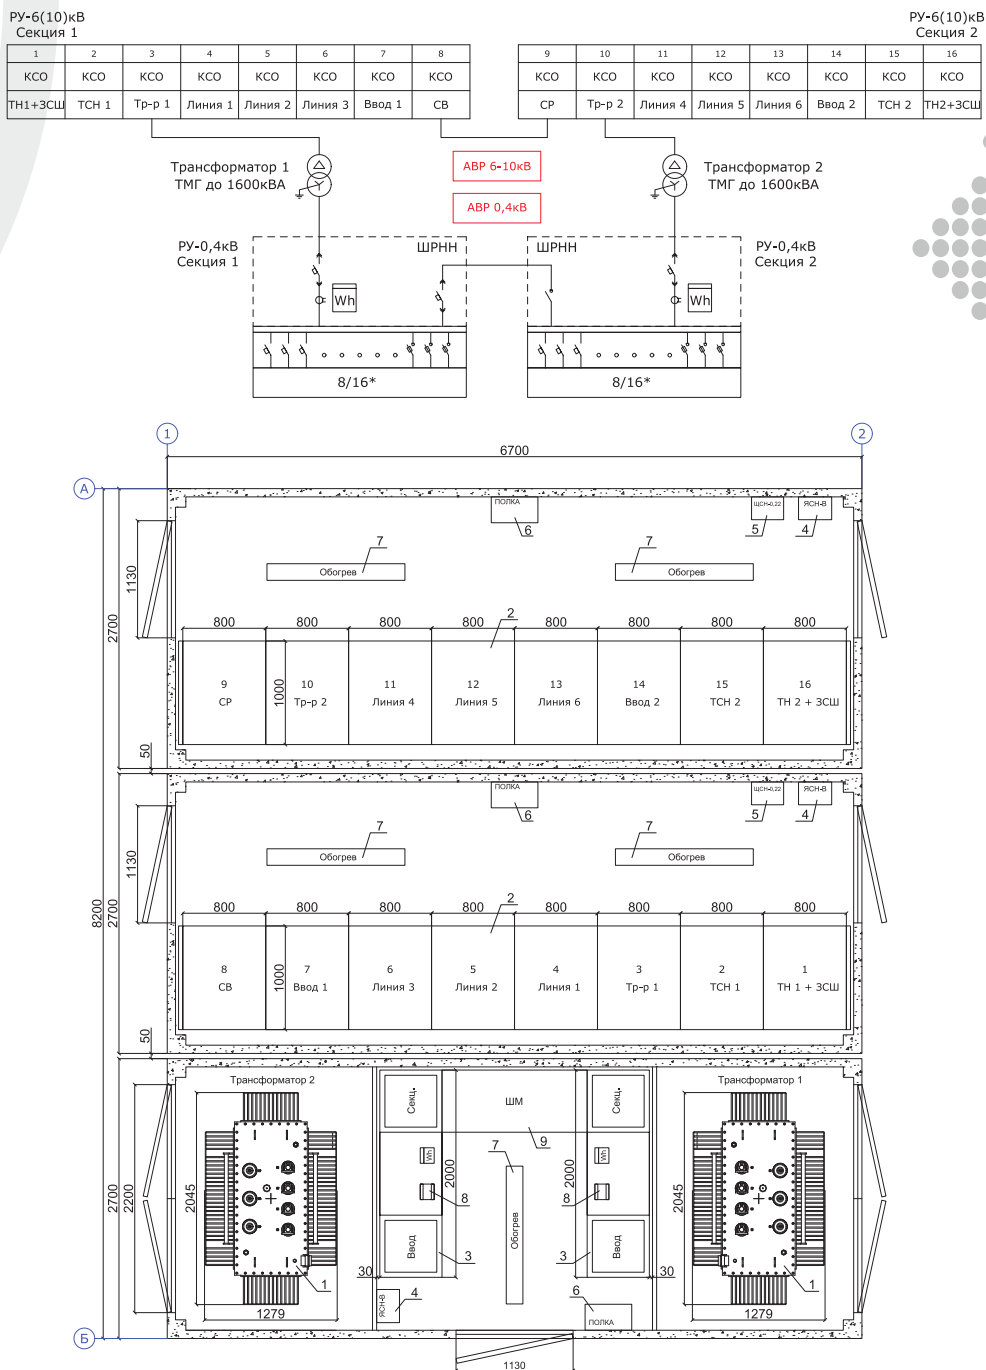 РУ-6(10)кВ
Секция 1
РУ-6(10)кВ
Секция 2
1 2 3 4 5 6 7 8
КСО КСО КСО КСО КСО КСО КСО КСО
ТН1+ЗСШ ТСН 1 Тр-р 1 Линия 1 Линия 2 Линия 3 Ввод 1 СВ
9 10 11 12 13 14 15 16
КСО КСО КСО КСО КСО КСО КСО КСО
СР Тр-р 2 Линия 4 Линия 5 Линия 6 Ввод 2 ТСН 2 ТН2+ЗСШ
Трансформатор 1
ТМГ до 1600кВА
АВР 6-10кВ
АВР 0,4кВ
Трансформатор 2
ТМГ до 1600кВА
РУ-0,4кВ
Секция 1
ШРНН
ШРНН
РУ-0,4кВ
Секция 2
Wh
Wh
8/16*
8/16*
1
2
6700
А
ПОЛКА
6
ЩСН-0,22
5
ЯСН-В
4
7
Обогрев
7
Обогрев
1130
2700
2
800 800 800 800 800 800 800 800
1000
9 10 11 12 13 14 15 16
СР Тр-р 2 Линия 4 Линия 5 Линия 6 Ввод 2 ТСН 2 ТН 2 + ЗСШ
50
ПОЛКА
6
ЩСН-0,22
5
ЯСН-В
4
7
Обогрев
7
Обогрев
1130
8200
2700
2
800 800 800 800 800 800 800 800
1000
8 7 6 5 4 3 2 1
СВ Ввод 1 Линия 3 Линия 2 Линия 1 Тр-р 1 ТСН 1 ТН 1 + ЗСШ
50
Трансформатор 2
Трансформатор 1
Секц.
ШМ
Секц.
9
7
Wh
Wh
2000
2000
8
8
2700
2200
2045
2045
Обогрев
Ввод
Ввод
3
3
30
30
1
1
ЯСН-В
4
6
ПОЛКА
1279
1279
Б
1130